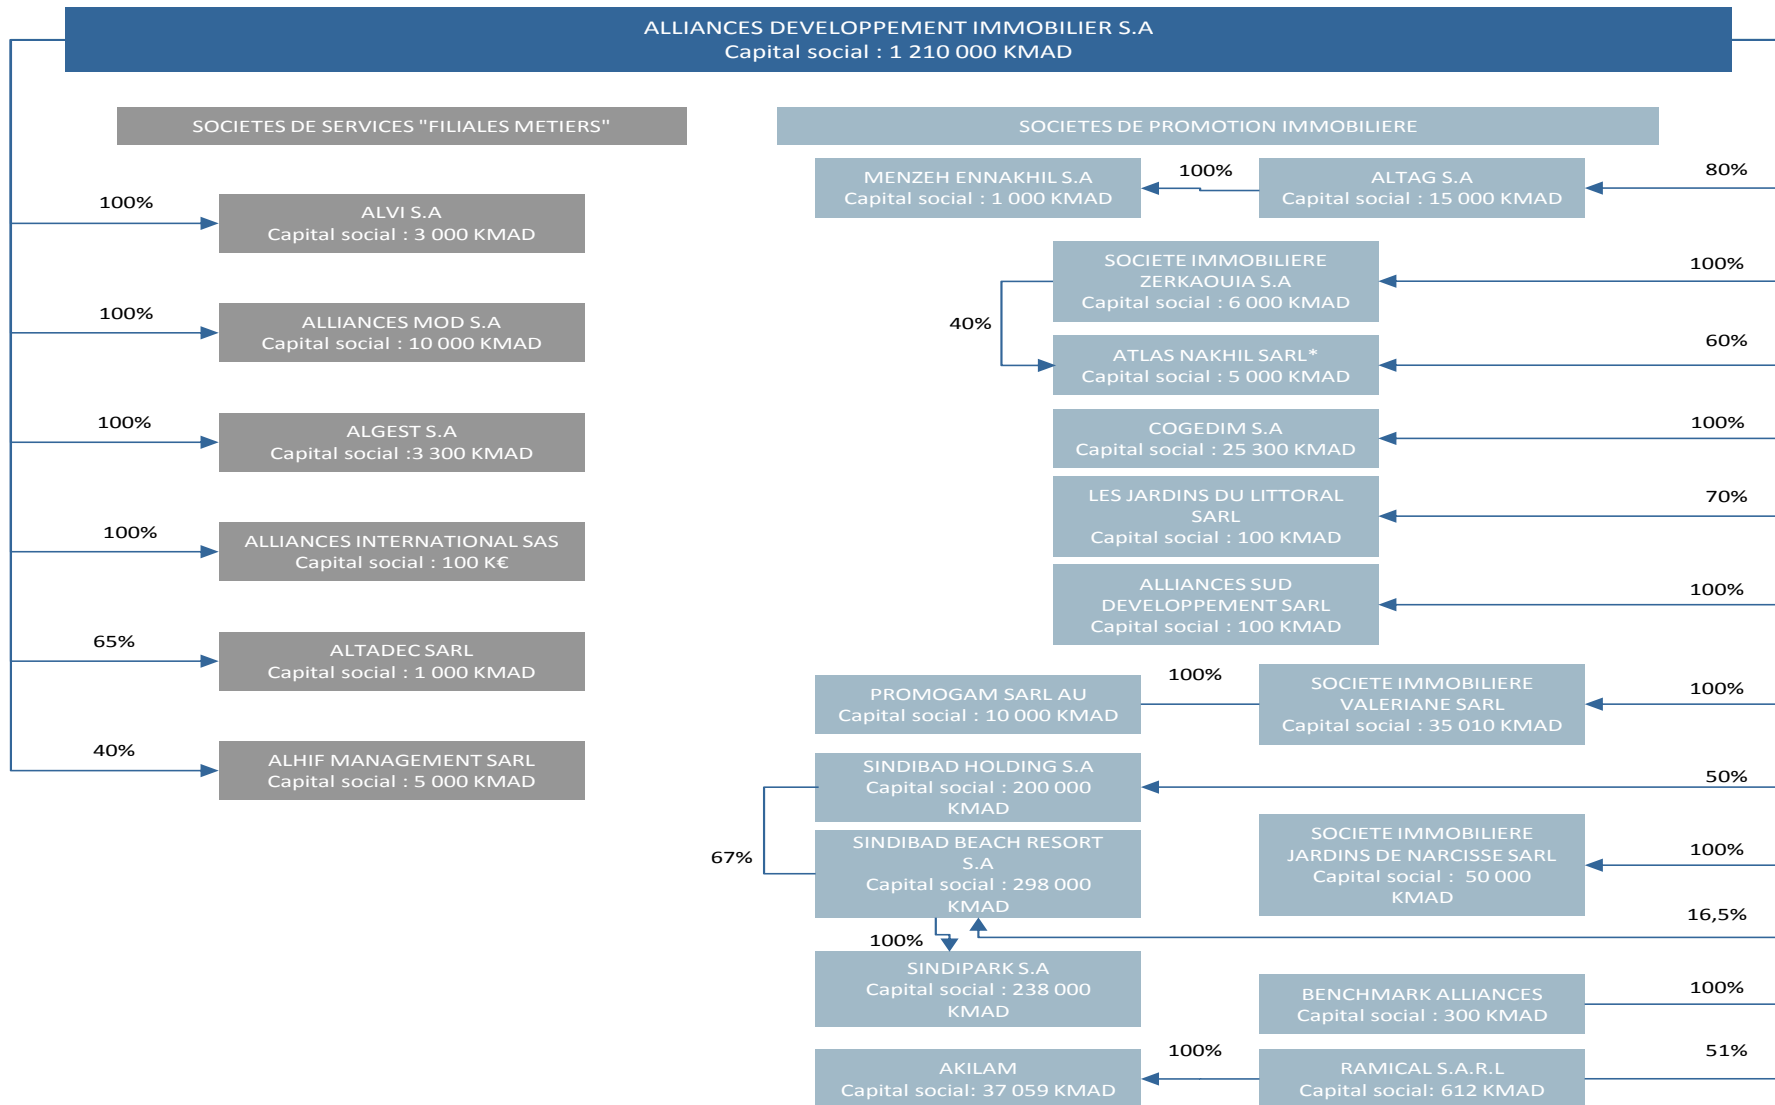 ALLIANCES DEVELOPPEMENT IMMOBILIER S.A
Capital social : 1 210 000 KMAD
SOCIETES DE SERVICES "FILIALES METIERS"
100%
ALVI S.A
Capital social : 3 000 KMAD
100%
ALLIANCES MOD S.A
Capital social : 10 000 KMAD
100%
ALGEST S.A
Capital social :3 300 KMAD
100%
ALLIANCES INTERNATIONAL SAS
Capital social : 100 K€
65%
ALTADEC SARL
Capital social : 1 000 KMAD
40%
ALHIF MANAGEMENT SARL
Capital social : 5 000 KMAD
SOCIETES DE PROMOTION IMMOBILIERE
MENZEH ENNAKHIL S.A
Capital social : 1 000 KMAD
100%
ALTAG S.A
Capital social : 15 000 KMAD
80%
SOCIETE IMMOBILIERE
ZERKAOUIA S.A
Capital social : 6 000 KMAD
100%
40%
ATLAS NAKHIL SARL*
Capital social : 5 000 KMAD
60%
COGEDIM S.A
Capital social : 25 300 KMAD
100%
LES JARDINS DU LITTORAL
SARL
Capital social : 100 KMAD
70%
ALLIANCES SUD
DEVELOPPEMENT SARL
Capital social : 100 KMAD
100%
PROMOGAM SARL AU
Capital social : 10 000 KMAD
100%
SOCIETE IMMOBILIERE
VALERIANE SARL
Capital social : 35 010 KMAD
100%
SINDIBAD HOLDING S.A
Capital social : 200 000
KMAD
50%
67%
SINDIBAD BEACH RESORT
S.A
Capital social : 298 000
KMAD
SOCIETE IMMOBILIERE
JARDINS DE NARCISSE SARL
Capital social :  50 000
KMAD
100%
16,5%
100%
SINDIPARK S.A
Capital social : 238 000
KMAD
BENCHMARK ALLIANCES
Capital social : 300 KMAD
100%
AKILAM
Capital social: 37 059 KMAD
100%
RAMICAL S.A.R.L
Capital social: 612 KMAD
51%